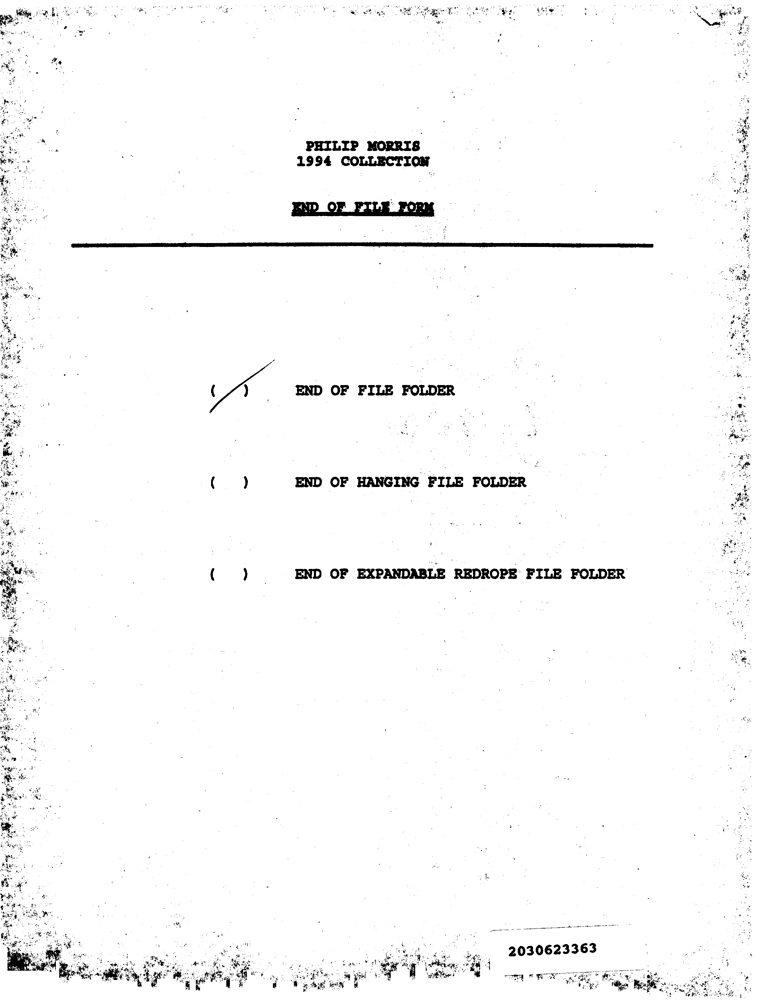 PHILIP MORRIS
1994 COLLECTION
END OF FILE FORM
(/) END OF FILE FOLDER
( ) END OF HANGING FILE FOLDER
( ) END OF EXPANDABLE REDROPE FILE FOLDER
2030623363